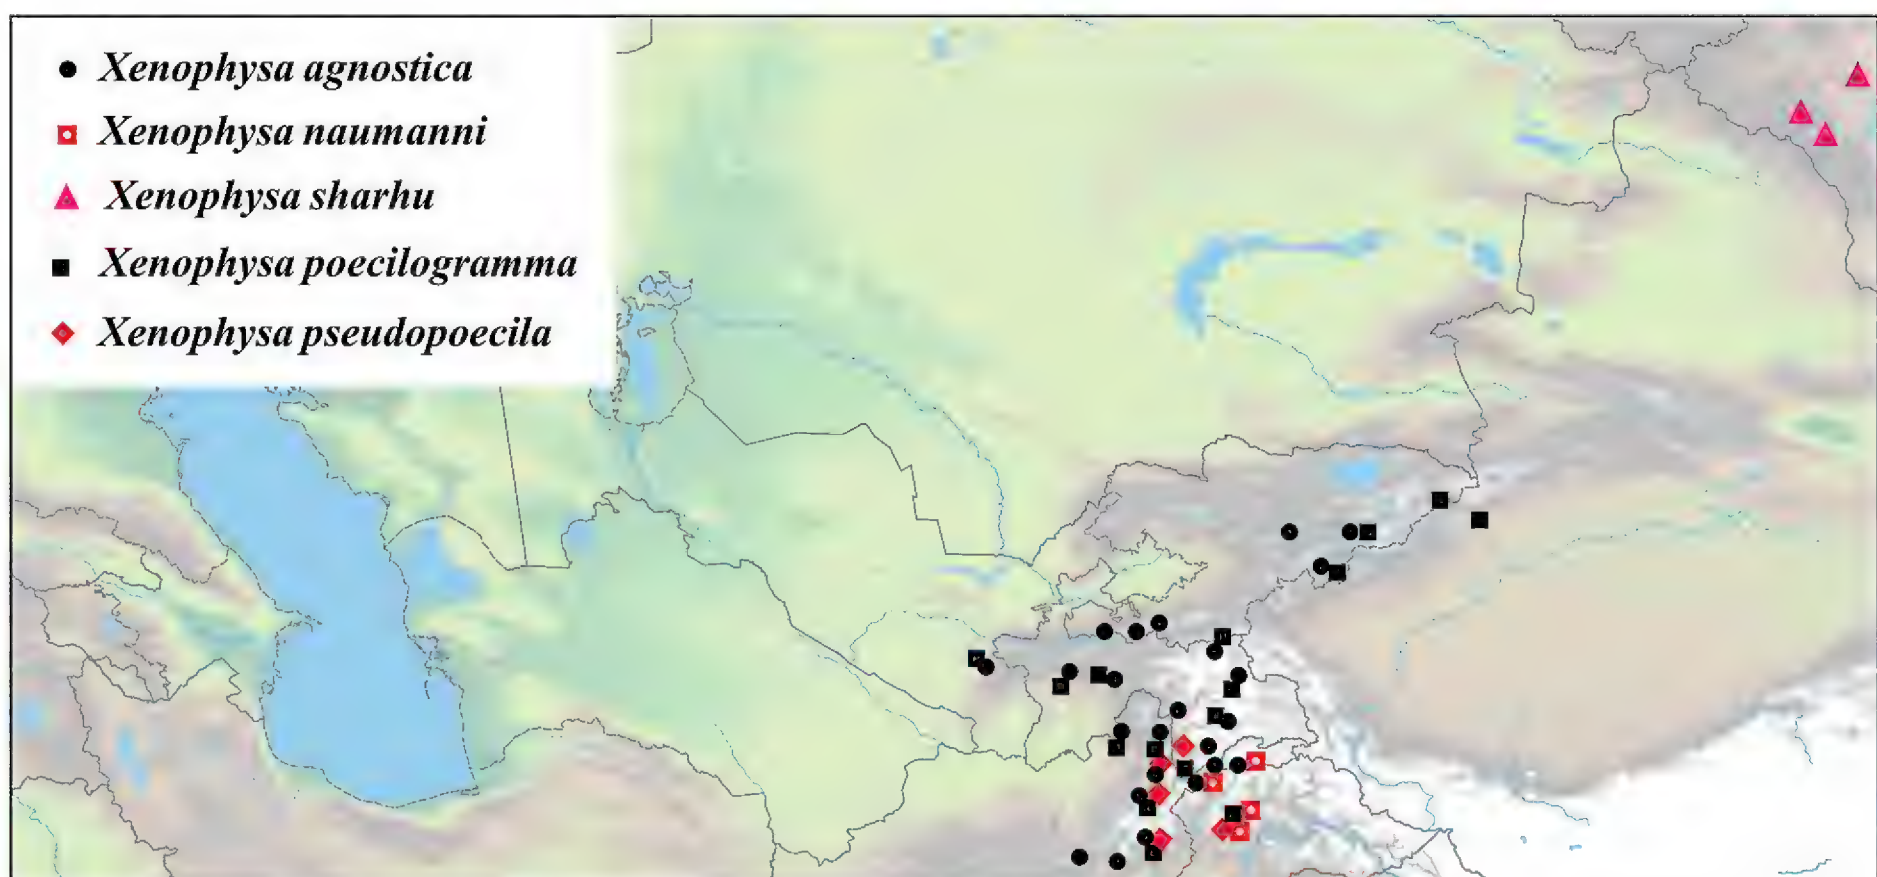 Xenophysa agnostica
Xenophysa naumanni
Xenophysa sharhu
Xenophysa poecilogramma
Xenophysa pseudopoecila